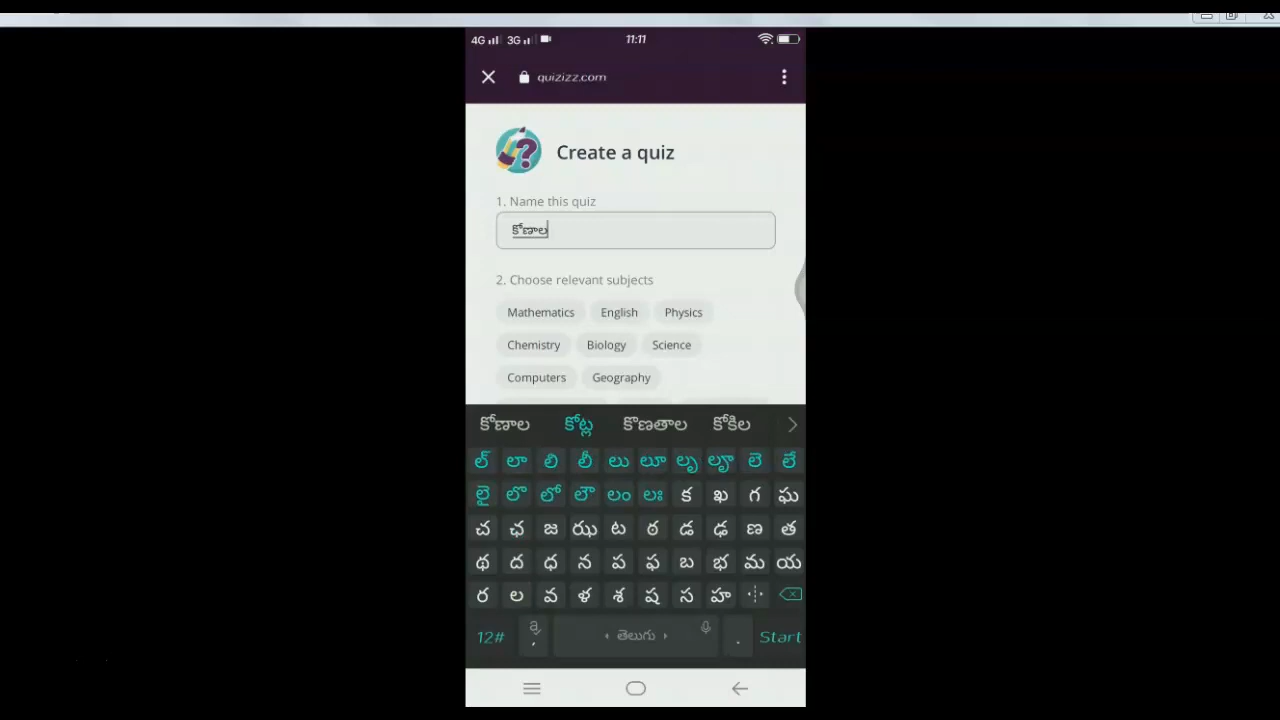 4G 3G 11:11
quizizz.com
Create a quiz
1. Name this quiz
కోణాల
2. Choose relevant subjects
Mathematics English Physics
Chemistry Biology Science
Computers Geography
కోణాల కోట్ల కొణతాల కోకిల
ల్ లా లి లీ లు లూ లృ లౄ లె లే
లై లొ లో లౌ లం లః క ఖ గ ఘ
చ ఛ జ ఝ ట ఠ డ ఢ ణ త
థ ద ధ న ప ఫ బ భ మ య
ర ల వ ళ శ ష స హ
12# a , తెలుగు . Start